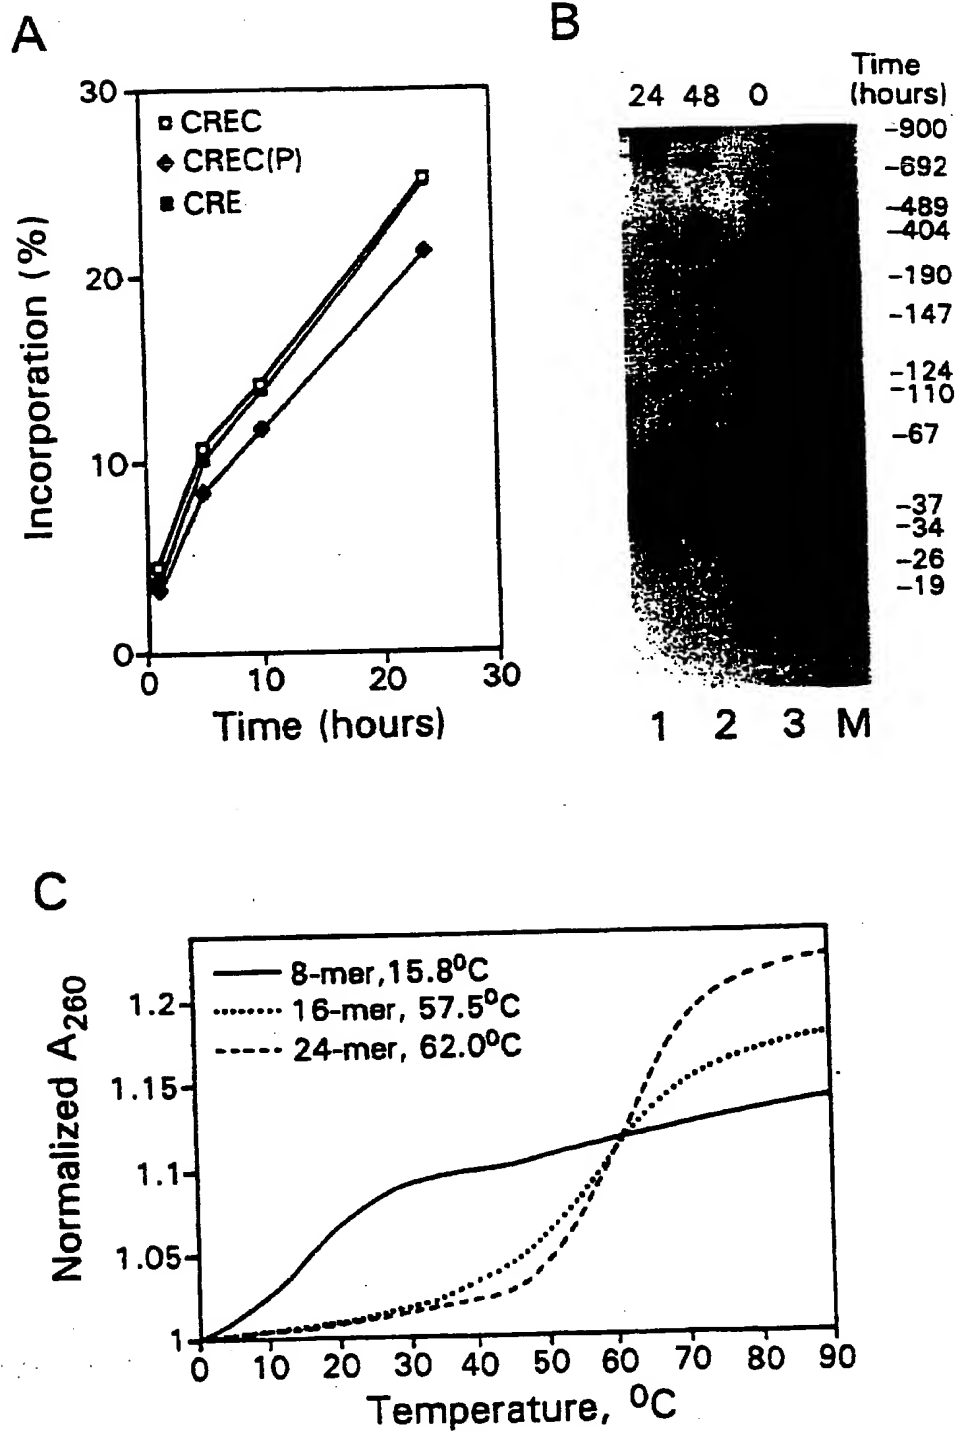 A
30
20
10
0
Incorporation (%)
CREC
CREC(P)
CRE
0 10 20 30
Time (hours)
B
Time
24 48 0 (hours)
-900
-692
-489
-404
-190
-147
-124
-110
-67
-37
-34
-26
-19
1 2 3 M
C
Normalized A260
1.2
1.15
1.1
1.05
1
8-mer,15.8⁰C
16-mer, 57.5⁰C
24-mer, 62.0⁰C
0 10 20 30 40 50 60 70 80 90
Temperature, ⁰C